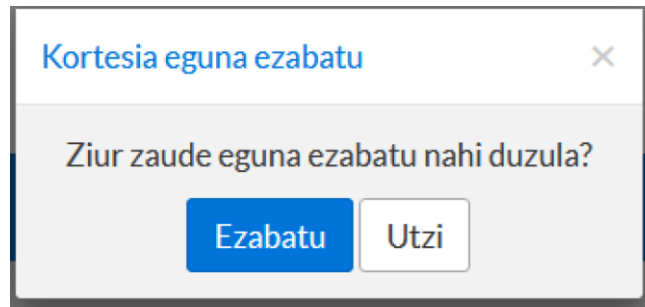 Kortesia eguna ezabatu ×
Ziur zaude eguna ezabatu nahi duzula?
Ezabatu Utzi